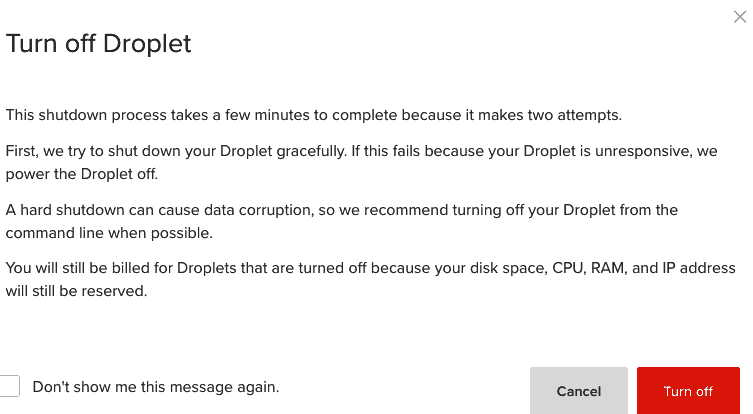 Turn off Droplet
This shutdown process takes a few minutes to complete because it makes two attempts.
First, we try to shut down your Droplet gracefully. If this fails because your Droplet is unresponsive, we
power the Droplet off.
A hard shutdown can cause data corruption, so we recommend turning off your Droplet from the
command line when possible.
You will still be billed for Droplets that are turned off because your disk space, CPU, RAM, and IP address
will still be reserved.
Don't show me this message again.
Cancel
Turn off